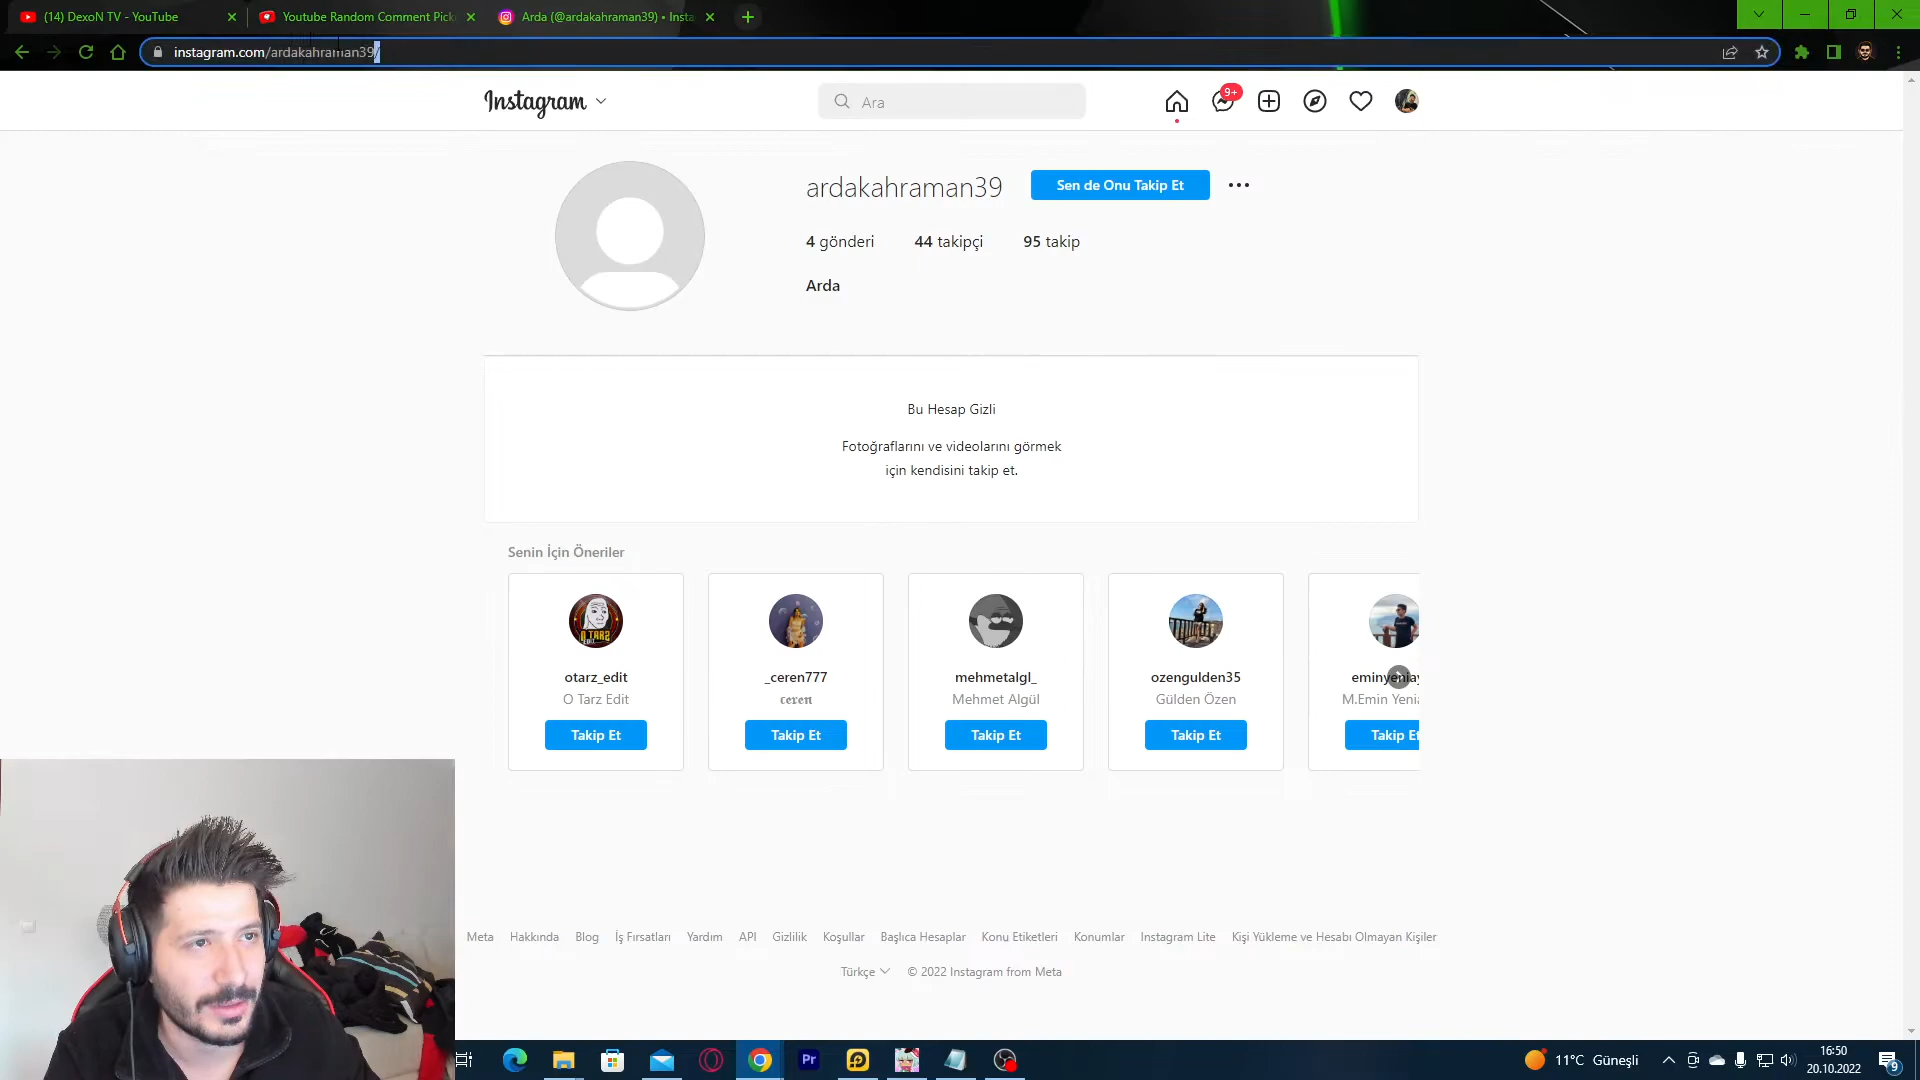 (14) DexoN TV - YouTube
Youtube Random Comment Pick
Arda (@ardakahraman39) • Insta
instagram.com/ardakahraman39/
Instagram
Ara
9+
ardakahraman39
Sen de Onu Takip Et
4 gönderi 44 takipçi 95 takip
Arda
Bu Hesap Gizli
Fotoğraflarını ve videolarını görmek
için kendisini takip et.
Senin İçin Öneriler
otarz_edit
O Tarz Edit
Takip Et
_ceren777
ceren
Takip Et
mehmetalgl_
Mehmet Algül
Takip Et
ozengulden35
Gülden Özen
Takip Et
M.Emin Yenia
Takip Et
Meta Hakkında Blog İş Fırsatları Yardım API Gizlilik Koşullar Başlıca Hesaplar Konu Etiketleri Konumlar Instagram Lite Kişi Yükleme ve Hesabı Olmayan Kişiler
Türkçe © 2022 Instagram from Meta
Pr
11°C Güneşli
16:50
20.10.2022
9